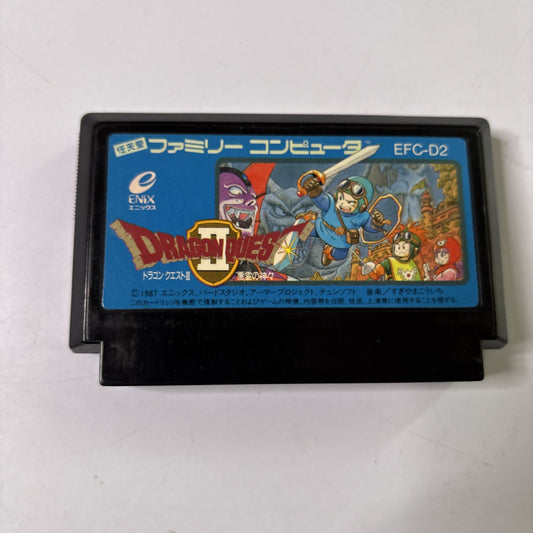 任天堂 ファミリー コンピュータ™ EFC-D2
ENIX
エニックス
DRAGON QUEST
II
ドラゴンクエストII 悪霊の神々
©1987 エニックス、バードスタジオ、アーマープロジェクト、チュンソフト 音楽／すぎやまこういち
このカートリッジを無断で複製することおよびゲームの映像、内容等を出版、放送、上演等に使用することを禁ずる。